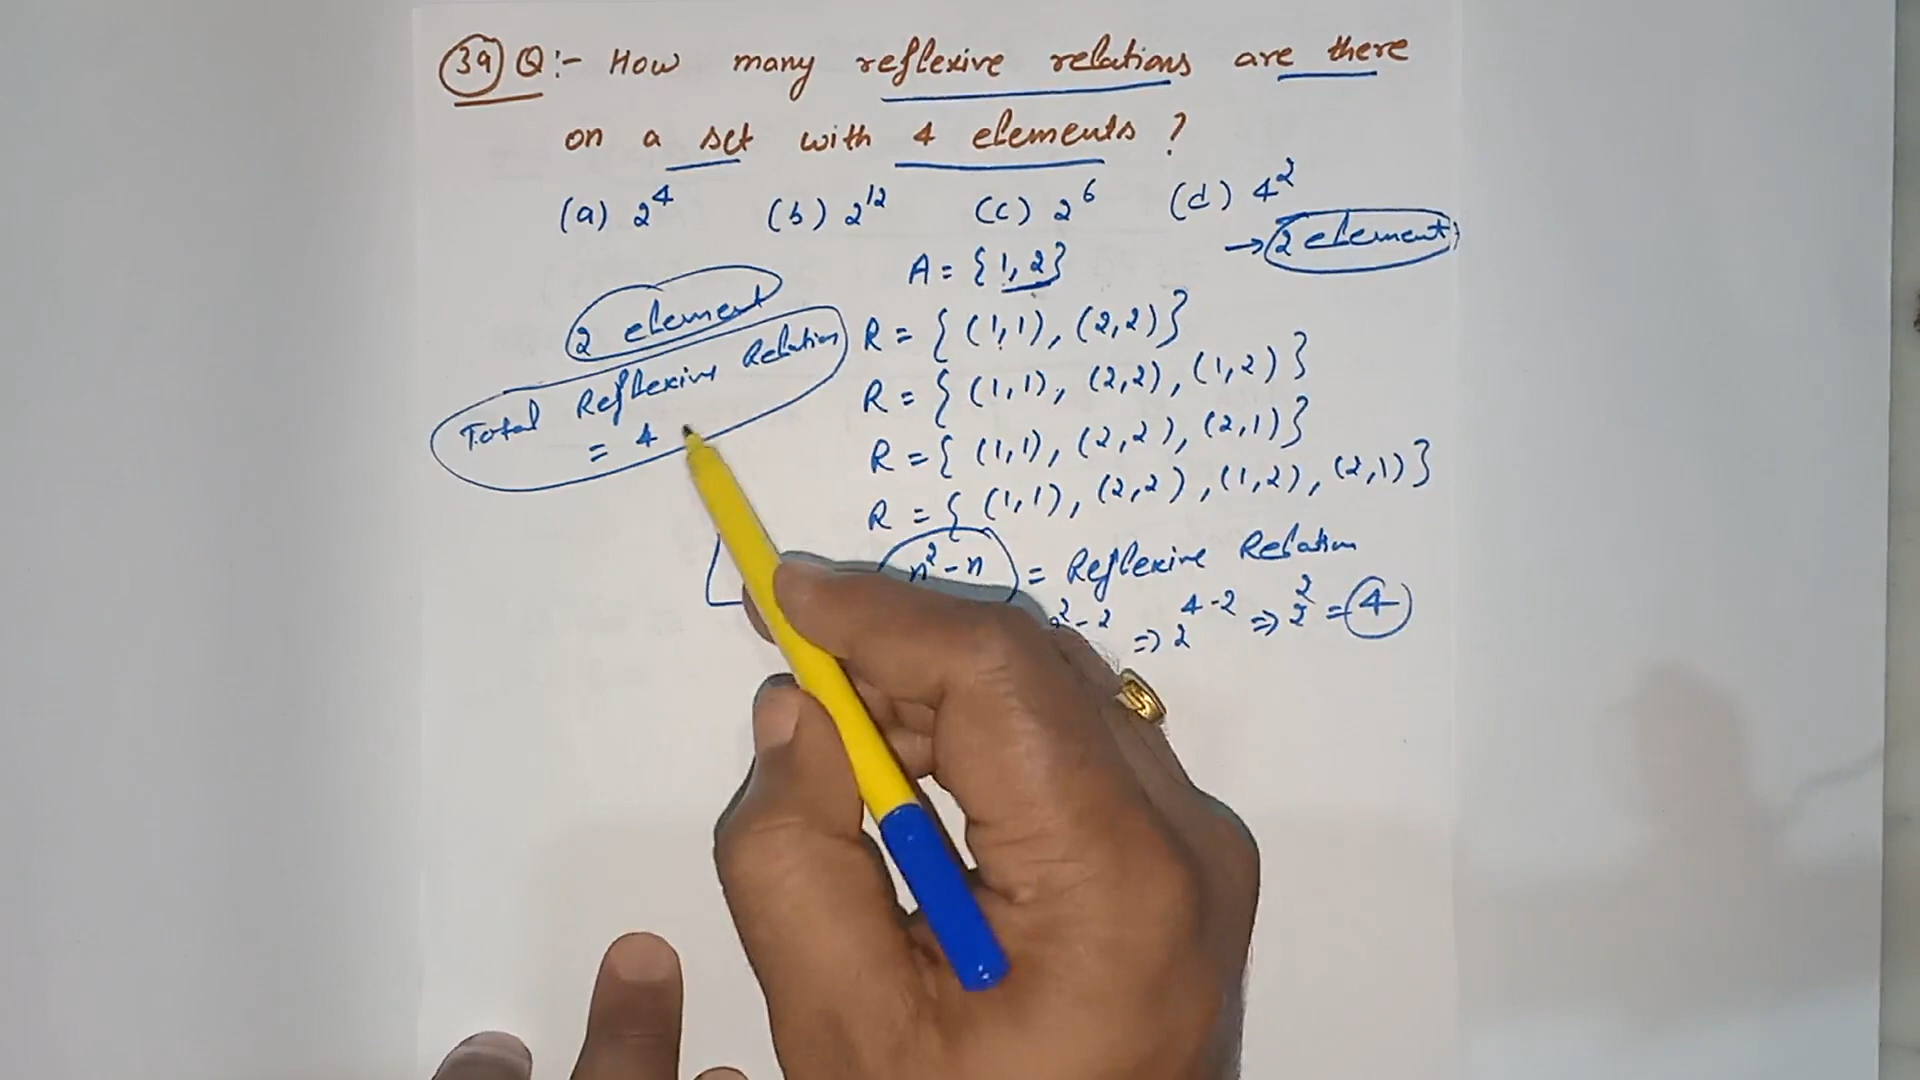 39 Q:- How many reflexive relations are there
on a set with 4 elements ?
(a) 2^4 (b) 2^12 (c) 2^6 (d) 4^2
→ 2 element
A = {1, 2}
2 element
Total Reflexive Relation
= 4
R = { (1,1), (2,2)}
R = { (1,1), (2,2), (1,2) }
R = { (1,1), (2,2), (2,1)}
R = { (1,1), (2,2), (1,2), (2,1)}
n^2 - n = Reflexive Relation
2 - 2 => 2^4-2 => 2^2 = 4